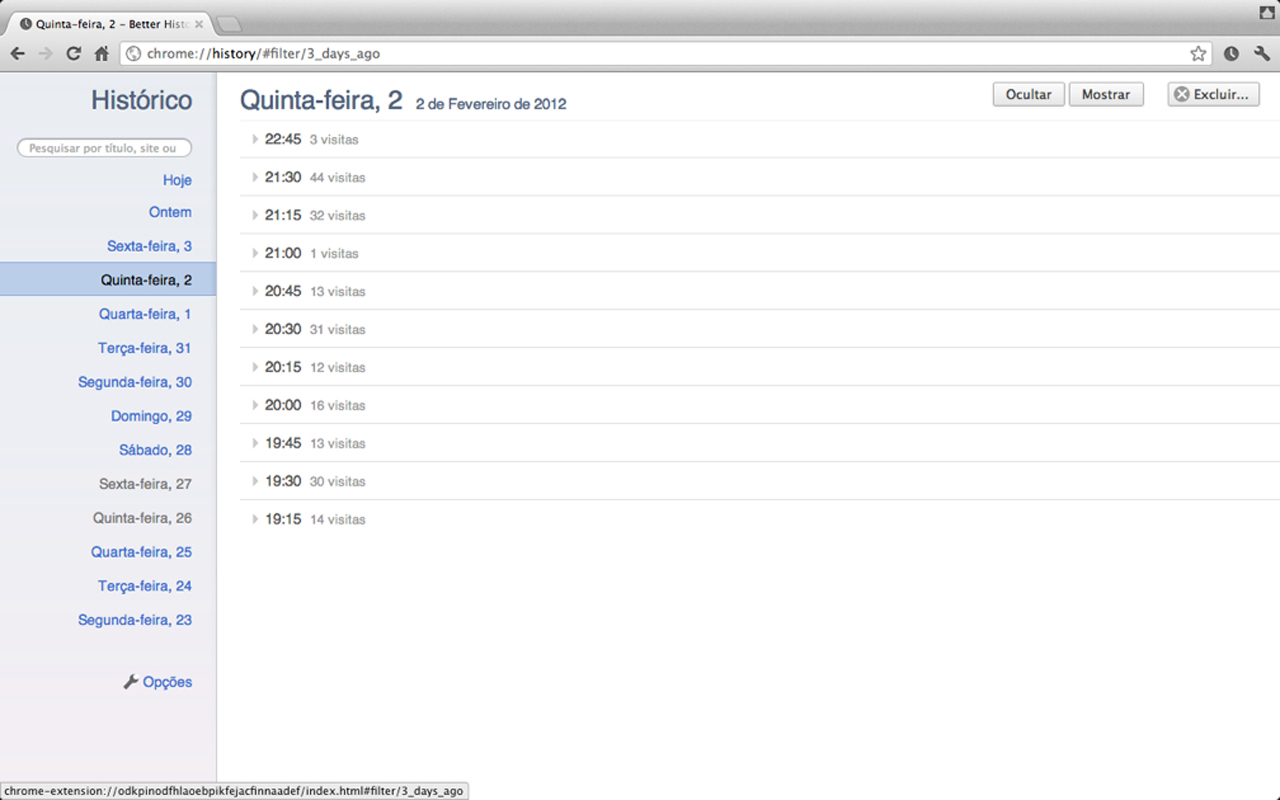 Quinta-feira, 2 – Better Hist
chrome://history/#filter/3_days_ago
Histórico
Pesquisar por título, site ou
Hoje
Ontem
Sexta-feira, 3
Quinta-feira, 2
Quarta-feira, 1
Terça-feira, 31
Segunda-feira, 30
Domingo, 29
Sábado, 28
Sexta-feira, 27
Quinta-feira, 26
Quarta-feira, 25
Terça-feira, 24
Segunda-feira, 23
Opções
Quinta-feira, 2 2 de Fevereiro de 2012
Ocultar Mostrar Excluir...
22:45 3 visitas
21:30 44 visitas
21:15 32 visitas
21:00 1 visitas
20:45 13 visitas
20:30 31 visitas
20:15 12 visitas
20:00 16 visitas
19:45 13 visitas
19:30 30 visitas
19:15 14 visitas
chrome-extension://odkpinodfhlaoebpikfejacfinnaadef/index.html#filter/3_days_ago